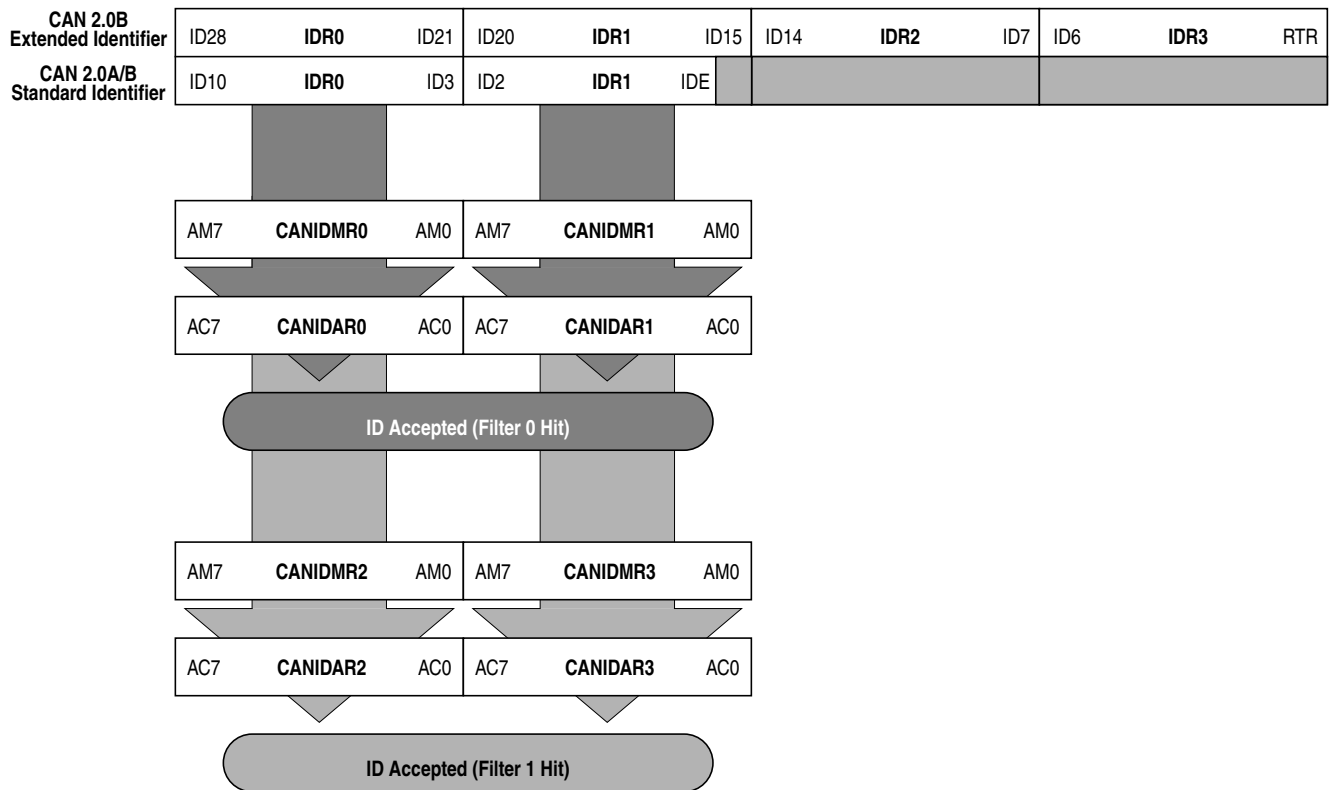 CAN 2.0B
Extended Identifier
ID28 IDR0 ID21 ID20 IDR1 ID15 ID14 IDR2 ID7 ID6 IDR3 RTR
CAN 2.0A/B
Standard Identifier
ID10 IDR0 ID3 ID2 IDR1 IDE
AM7 CANIDMR0 AM0 AM7 CANIDMR1 AM0
AC7 CANIDAR0 AC0 AC7 CANIDAR1 AC0
ID Accepted (Filter 0 Hit)
AM7 CANIDMR2 AM0 AM7 CANIDMR3 AM0
AC7 CANIDAR2 AC0 AC7 CANIDAR3 AC0
ID Accepted (Filter 1 Hit)